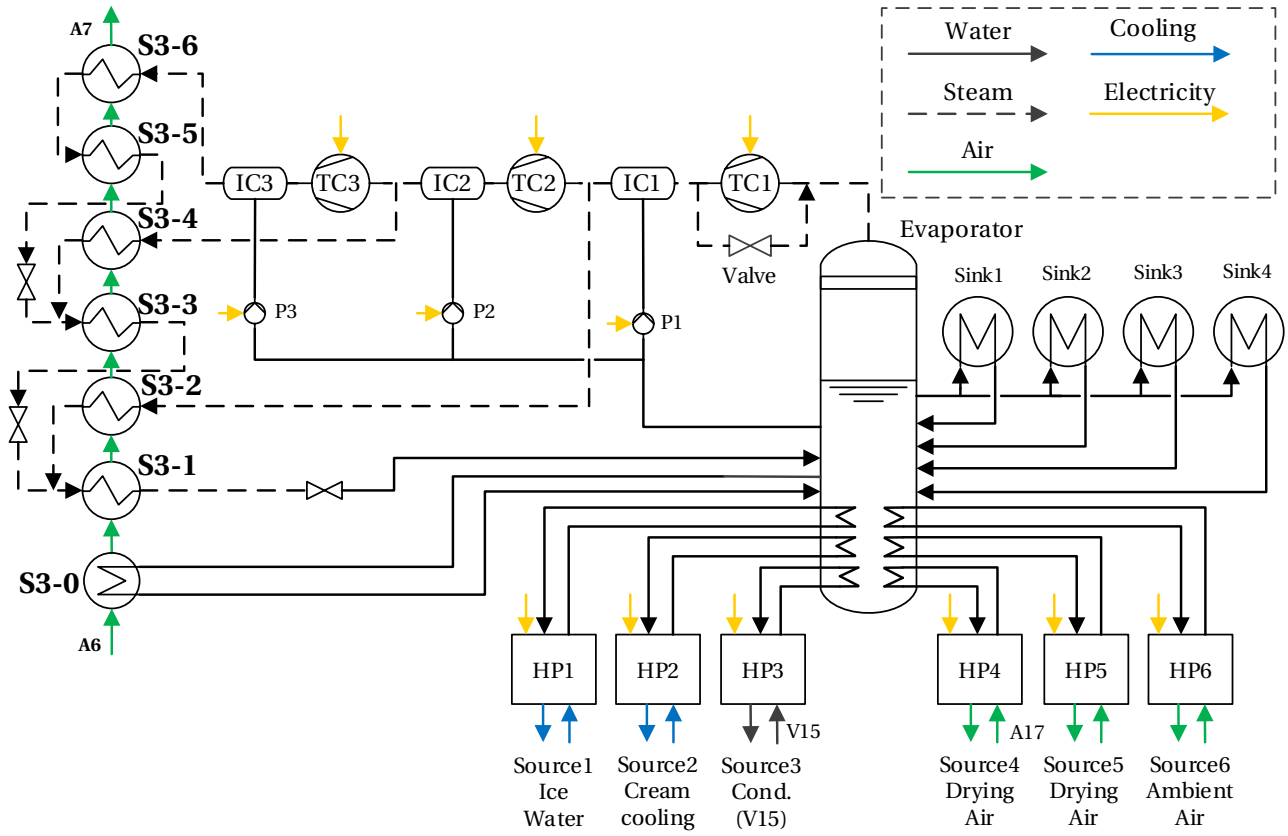 A7
S3-6
S3-5
S3-4
S3-3
S3-2
S3-1
S3-0
A6
IC3
TC3
IC2
TC2
IC1
TC1
Valve
P3
P2
P1
Water
Cooling
Steam
Electricity
Air
Evaporator
Sink1
Sink2
Sink3
Sink4
HP1
HP2
HP3
HP4
HP5
HP6
V15
A17
Source1
Ice
Water
Source2
Cream
cooling
Source3
Cond.
(V15)
Source4
Drying
Air
Source5
Drying
Air
Source6
Ambient
Air